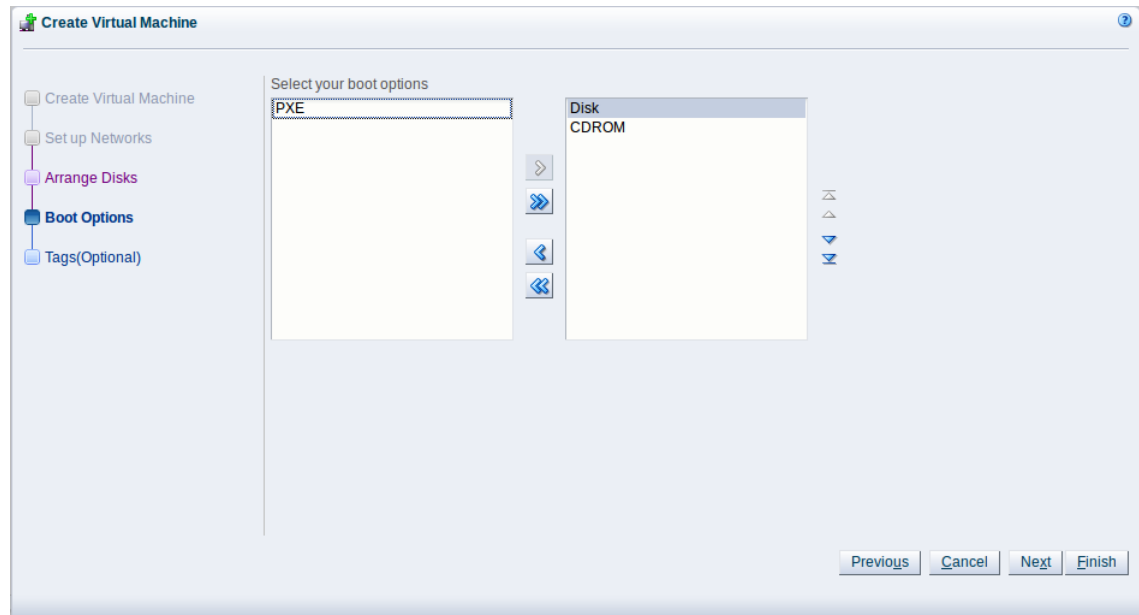 Create Virtual Machine
Create Virtual Machine
Set up Networks
Arrange Disks
Boot Options
Tags(Optional)
Select your boot options
PXE
Disk
CDROM
Previous
Cancel
Next
Finish